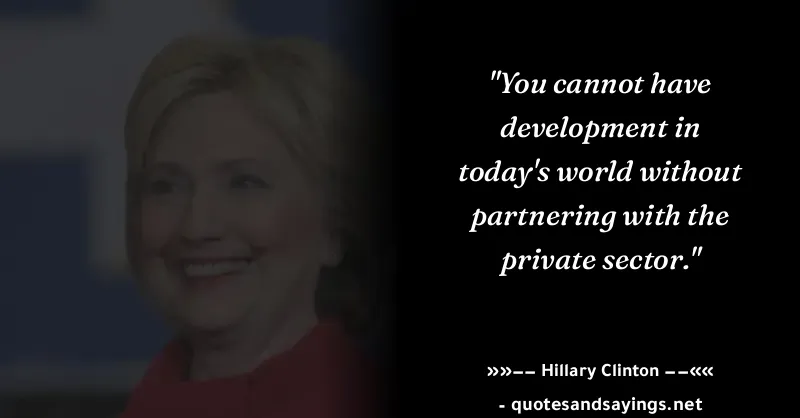 "You cannot have
development in
today's world without
partnering with the
private sector."
»»−− Hillary Clinton −−««
- quotesandsayings.net